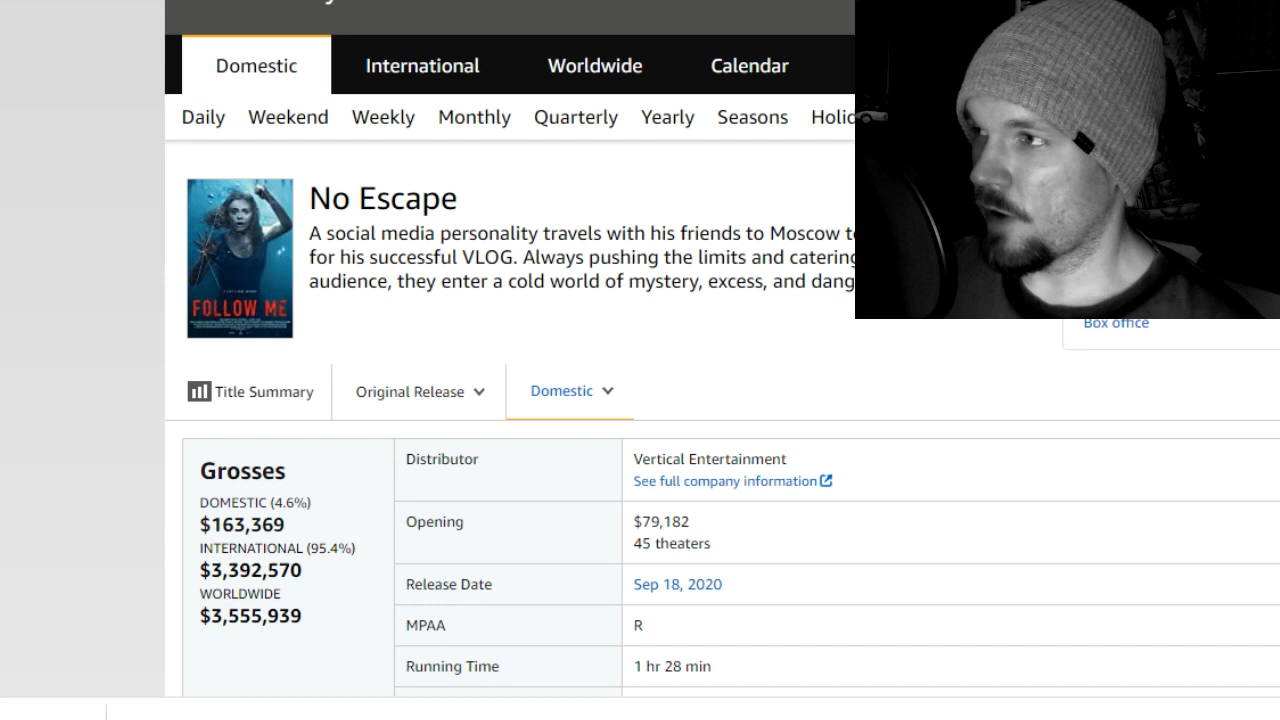 Domestic International Worldwide Calendar
Daily Weekend Weekly Monthly Quarterly Yearly Seasons
No Escape
A social media personality travels with his friends to Moscow
for his successful VLOG. Always pushing the limits and catering
audience, they enter a cold world of mystery, excess, and
FOLLOW ME
Box office
Title Summary Original Release Domestic
Grosses
DOMESTIC (4.6%)
$163,369
INTERNATIONAL (95.4%)
$3,392,570
WORLDWIDE
$3,555,939
Distributor Vertical Entertainment
See full company information
Opening $79,182
45 theaters
Release Date Sep 18, 2020
MPAA R
Running Time 1 hr 28 min